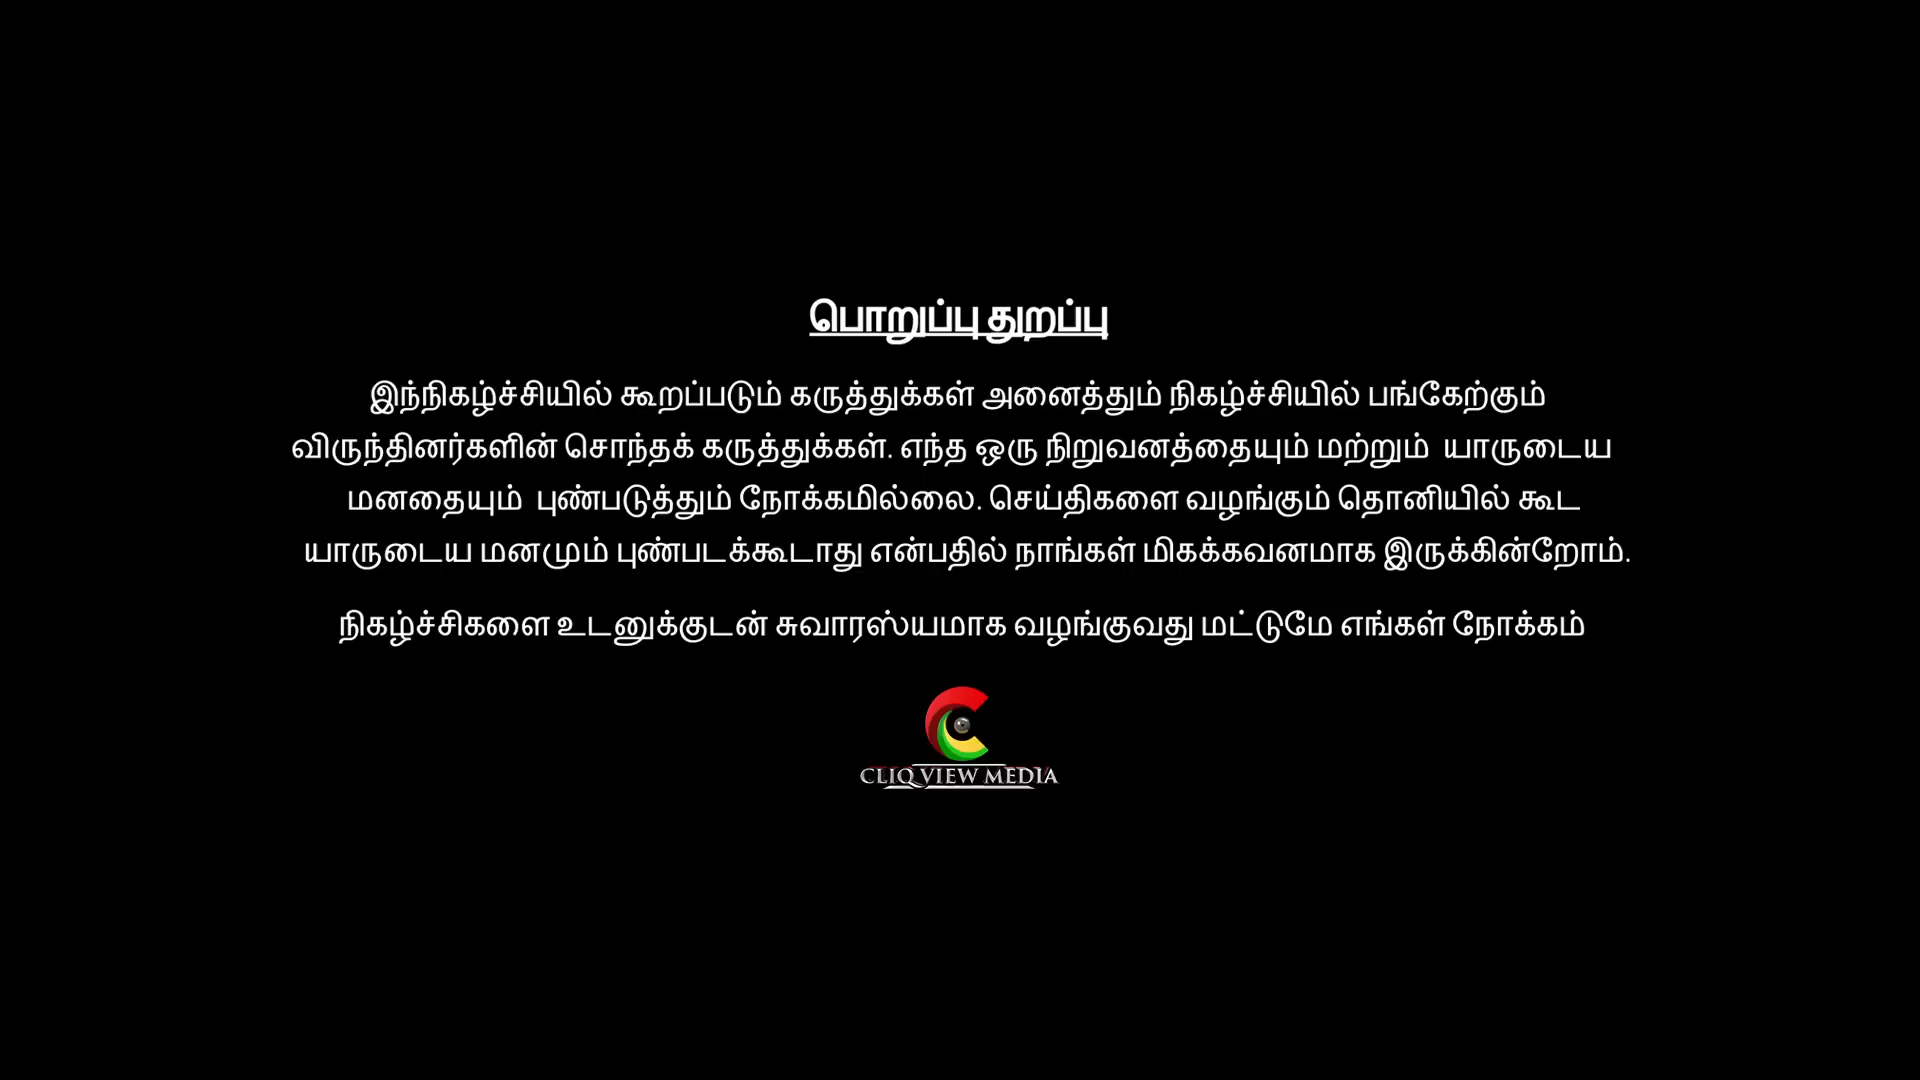 பொறுப்பு துறப்பு
இந்நிகழ்ச்சியில் கூறப்படும் கருத்துக்கள் அனைத்தும் நிகழ்ச்சியில் பங்கேற்கும்
விருந்தினர்களின் சொந்தக் கருத்துக்கள். எந்த ஒரு நிறுவனத்தையும் மற்றும் யாருடைய
மனதையும் புண்படுத்தும் நோக்கமில்லை. செய்திகளை வழங்கும் தொனியில் கூட
யாருடைய மனமும் புண்படக்கூடாது என்பதில் நாங்கள் மிகக்கவனமாக இருக்கின்றோம்.
நிகழ்ச்சிகளை உடனுக்குடன் சுவாரஸ்யமாக வழங்குவது மட்டுமே எங்கள் நோக்கம்
CLIQ VIEW MEDIA